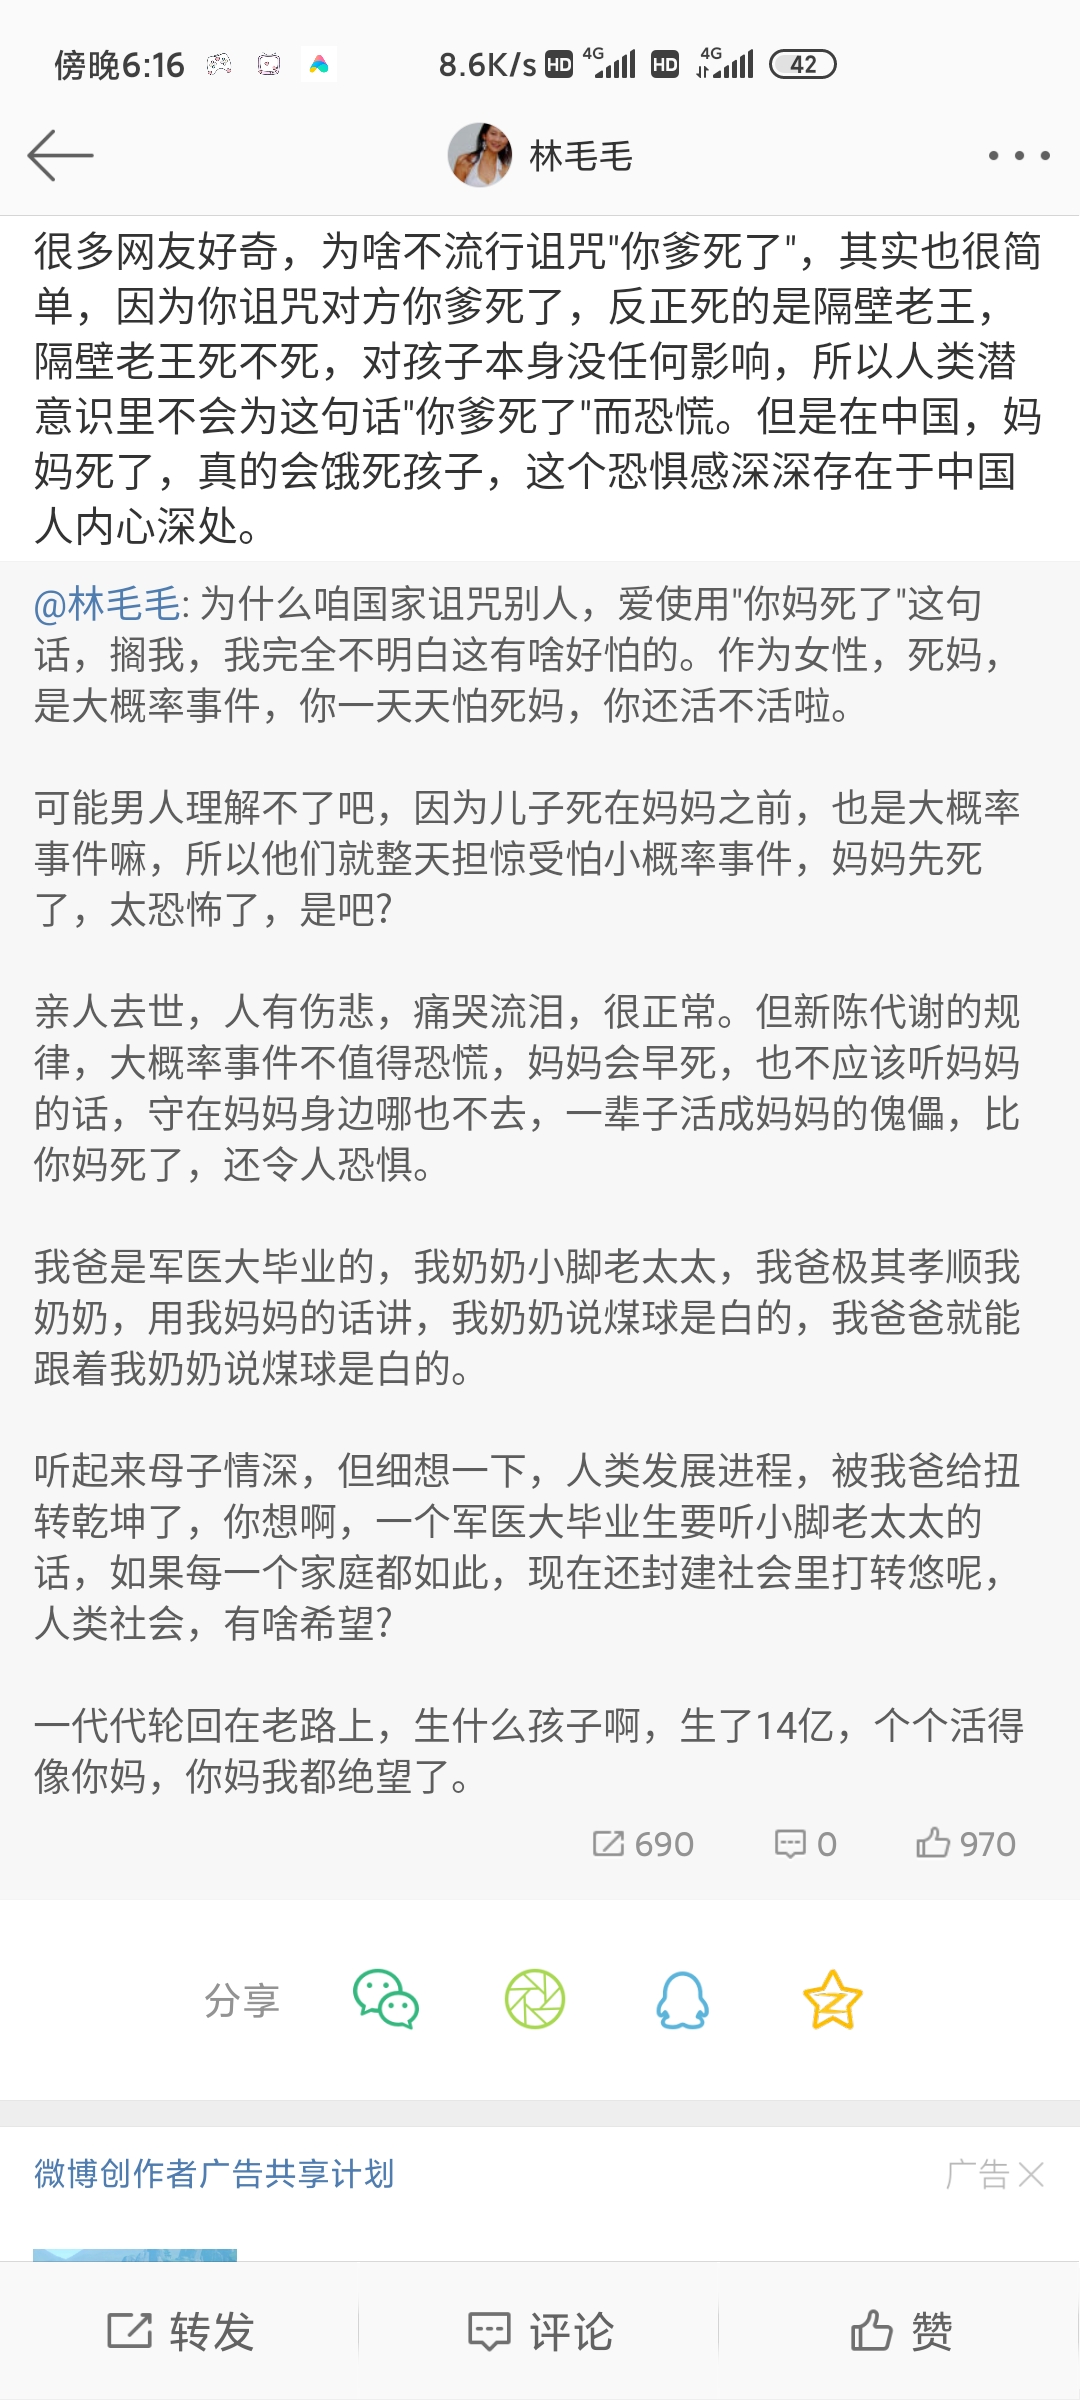 傍晚6:16 8.6K/s HD 4G HD 4G 42
林毛毛
很多网友好奇，为啥不流行诅咒"你爹死了"，其实也很简
单，因为你诅咒对方你爹死了，反正死的是隔壁老王，
隔壁老王死不死，对孩子本身没任何影响，所以人类潜
意识里不会为这句话"你爹死了"而恐慌。但是在中国，妈
妈死了，真的会饿死孩子，这个恐惧感深深存在于中国
人内心深处。
@林毛毛: 为什么咱国家诅咒别人，爱使用"你妈死了"这句
话，搁我，我完全不明白这有啥好怕的。作为女性，死妈，
是大概率事件，你一天天怕死妈，你还活不活啦。
可能男人理解不了吧，因为儿子死在妈妈之前，也是大概率
事件嘛，所以他们就整天担惊受怕小概率事件，妈妈先死
了，太恐怖了，是吧?
亲人去世，人有伤悲，痛哭流泪，很正常。但新陈代谢的规
律，大概率事件不值得恐慌，妈妈会早死，也不应该听妈妈
的话，守在妈妈身边哪也不去，一辈子活成妈妈的傀儡，比
你妈死了，还令人恐惧。
我爸是军医大毕业的，我奶奶小脚老太太，我爸极其孝顺我
奶奶，用我妈妈的话讲，我奶奶说煤球是白的，我爸爸就能
跟着我奶奶说煤球是白的。
听起来母子情深，但细想一下，人类发展进程，被我爸给扭
转乾坤了，你想啊，一个军医大毕业生要听小脚老太太的
话，如果每一个家庭都如此，现在还封建社会里打转悠呢，
人类社会，有啥希望?
一代代轮回在老路上，生什么孩子啊，生了14亿，个个活得
像你妈，你妈我都绝望了。
690 0 970
分享
微博创作者广告共享计划 广告
转发 评论 赞